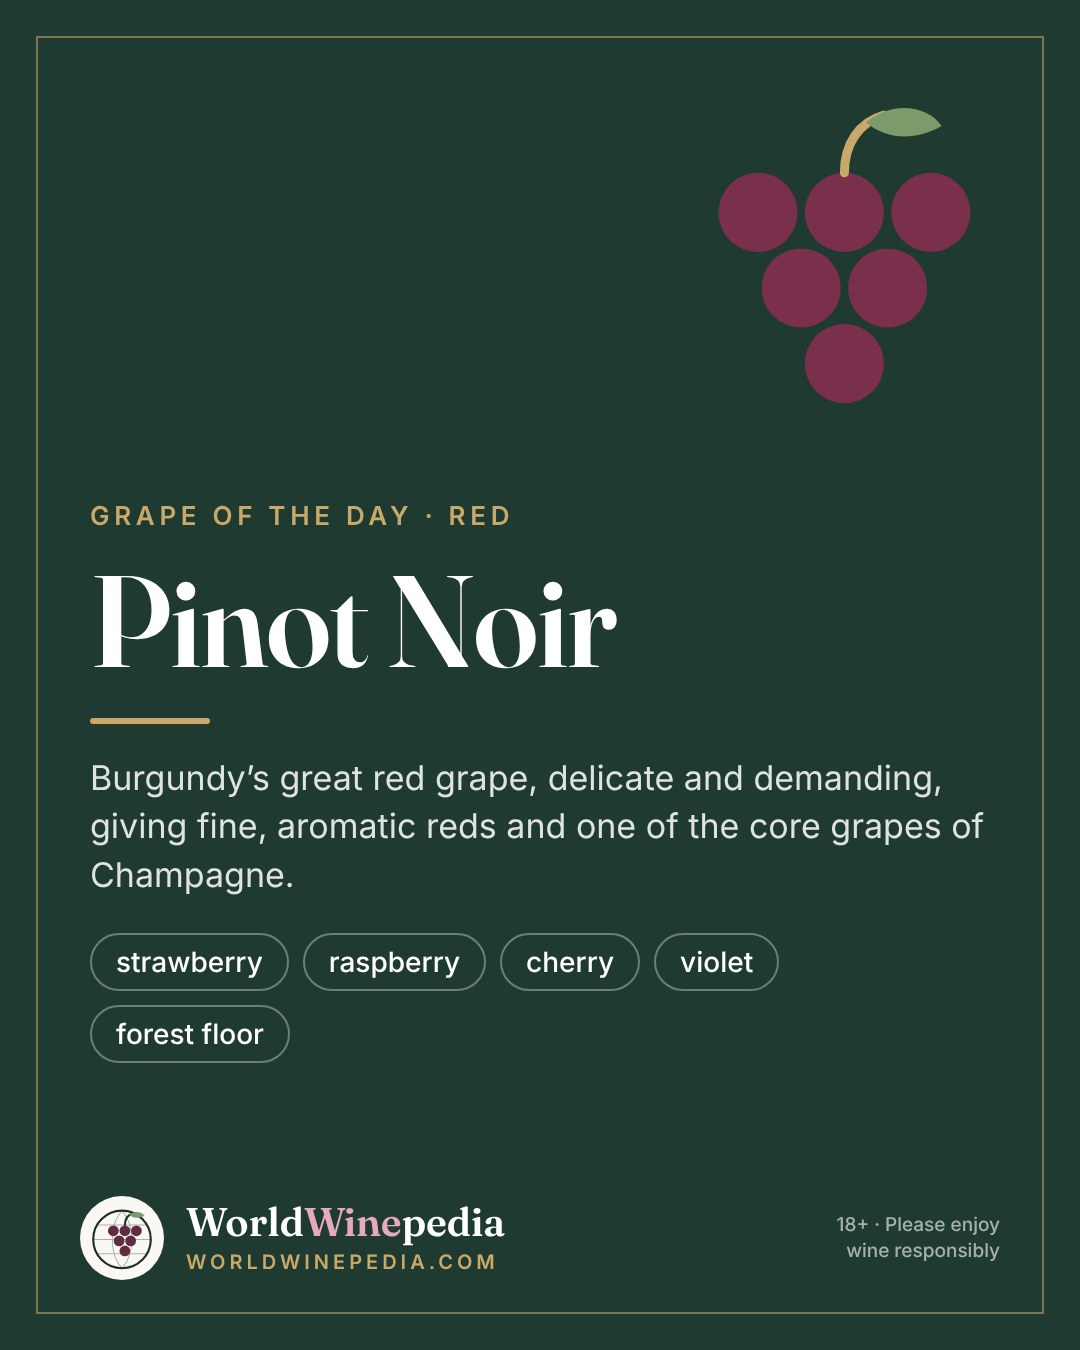 GRAPE OF THE DAY · RED
Pinot Noir
Burgundy’s great red grape, delicate and demanding,
giving fine, aromatic reds and one of the core grapes of
Champagne.
strawberry raspberry cherry violet
forest floor
WorldWinepedia
WORLDWINEPEDIA.COM
18+ · Please enjoy
wine responsibly